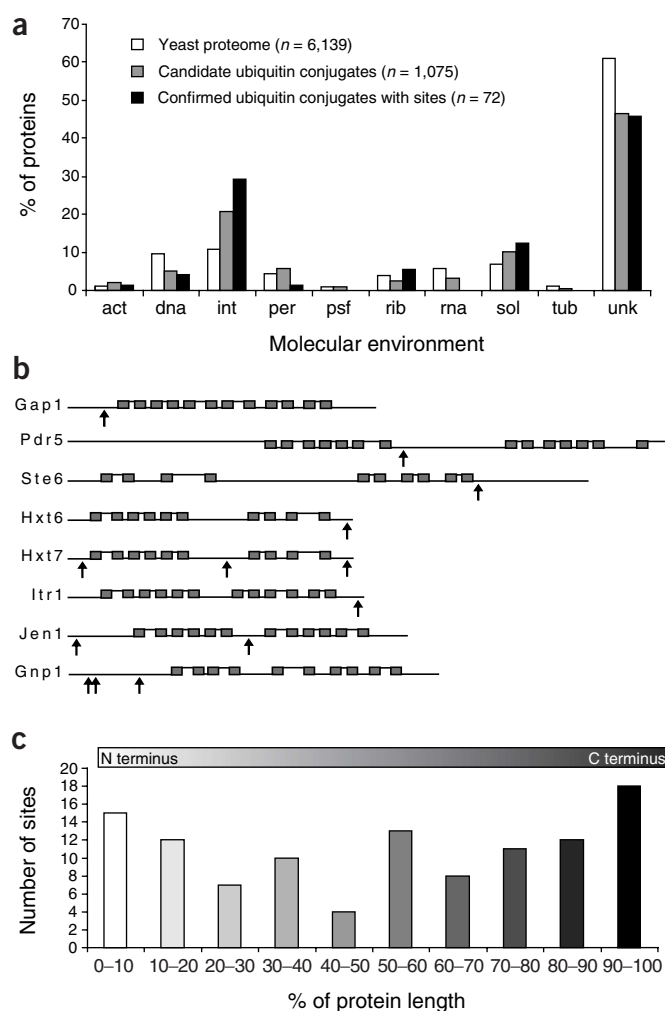 a
70
60
50
40
30
20
10
0
% of proteins
Yeast proteome (n = 6,139)
Candidate ubiquitin conjugates (n = 1,075)
Confirmed ubiquitin conjugates with sites (n = 72)
act dna int per psf rib rna sol tub unk
Molecular environment
b
Gap1
Pdr5
Ste6
Hxt6
Hxt7
Itr1
Jen1
Gnp1
c
N terminus C terminus
20
18
16
14
12
10
8
6
4
2
0
Number of sites
0–10 10–20 20–30 30–40 40–50 50–60 60–70 70–80 80–90 90–100
% of protein length